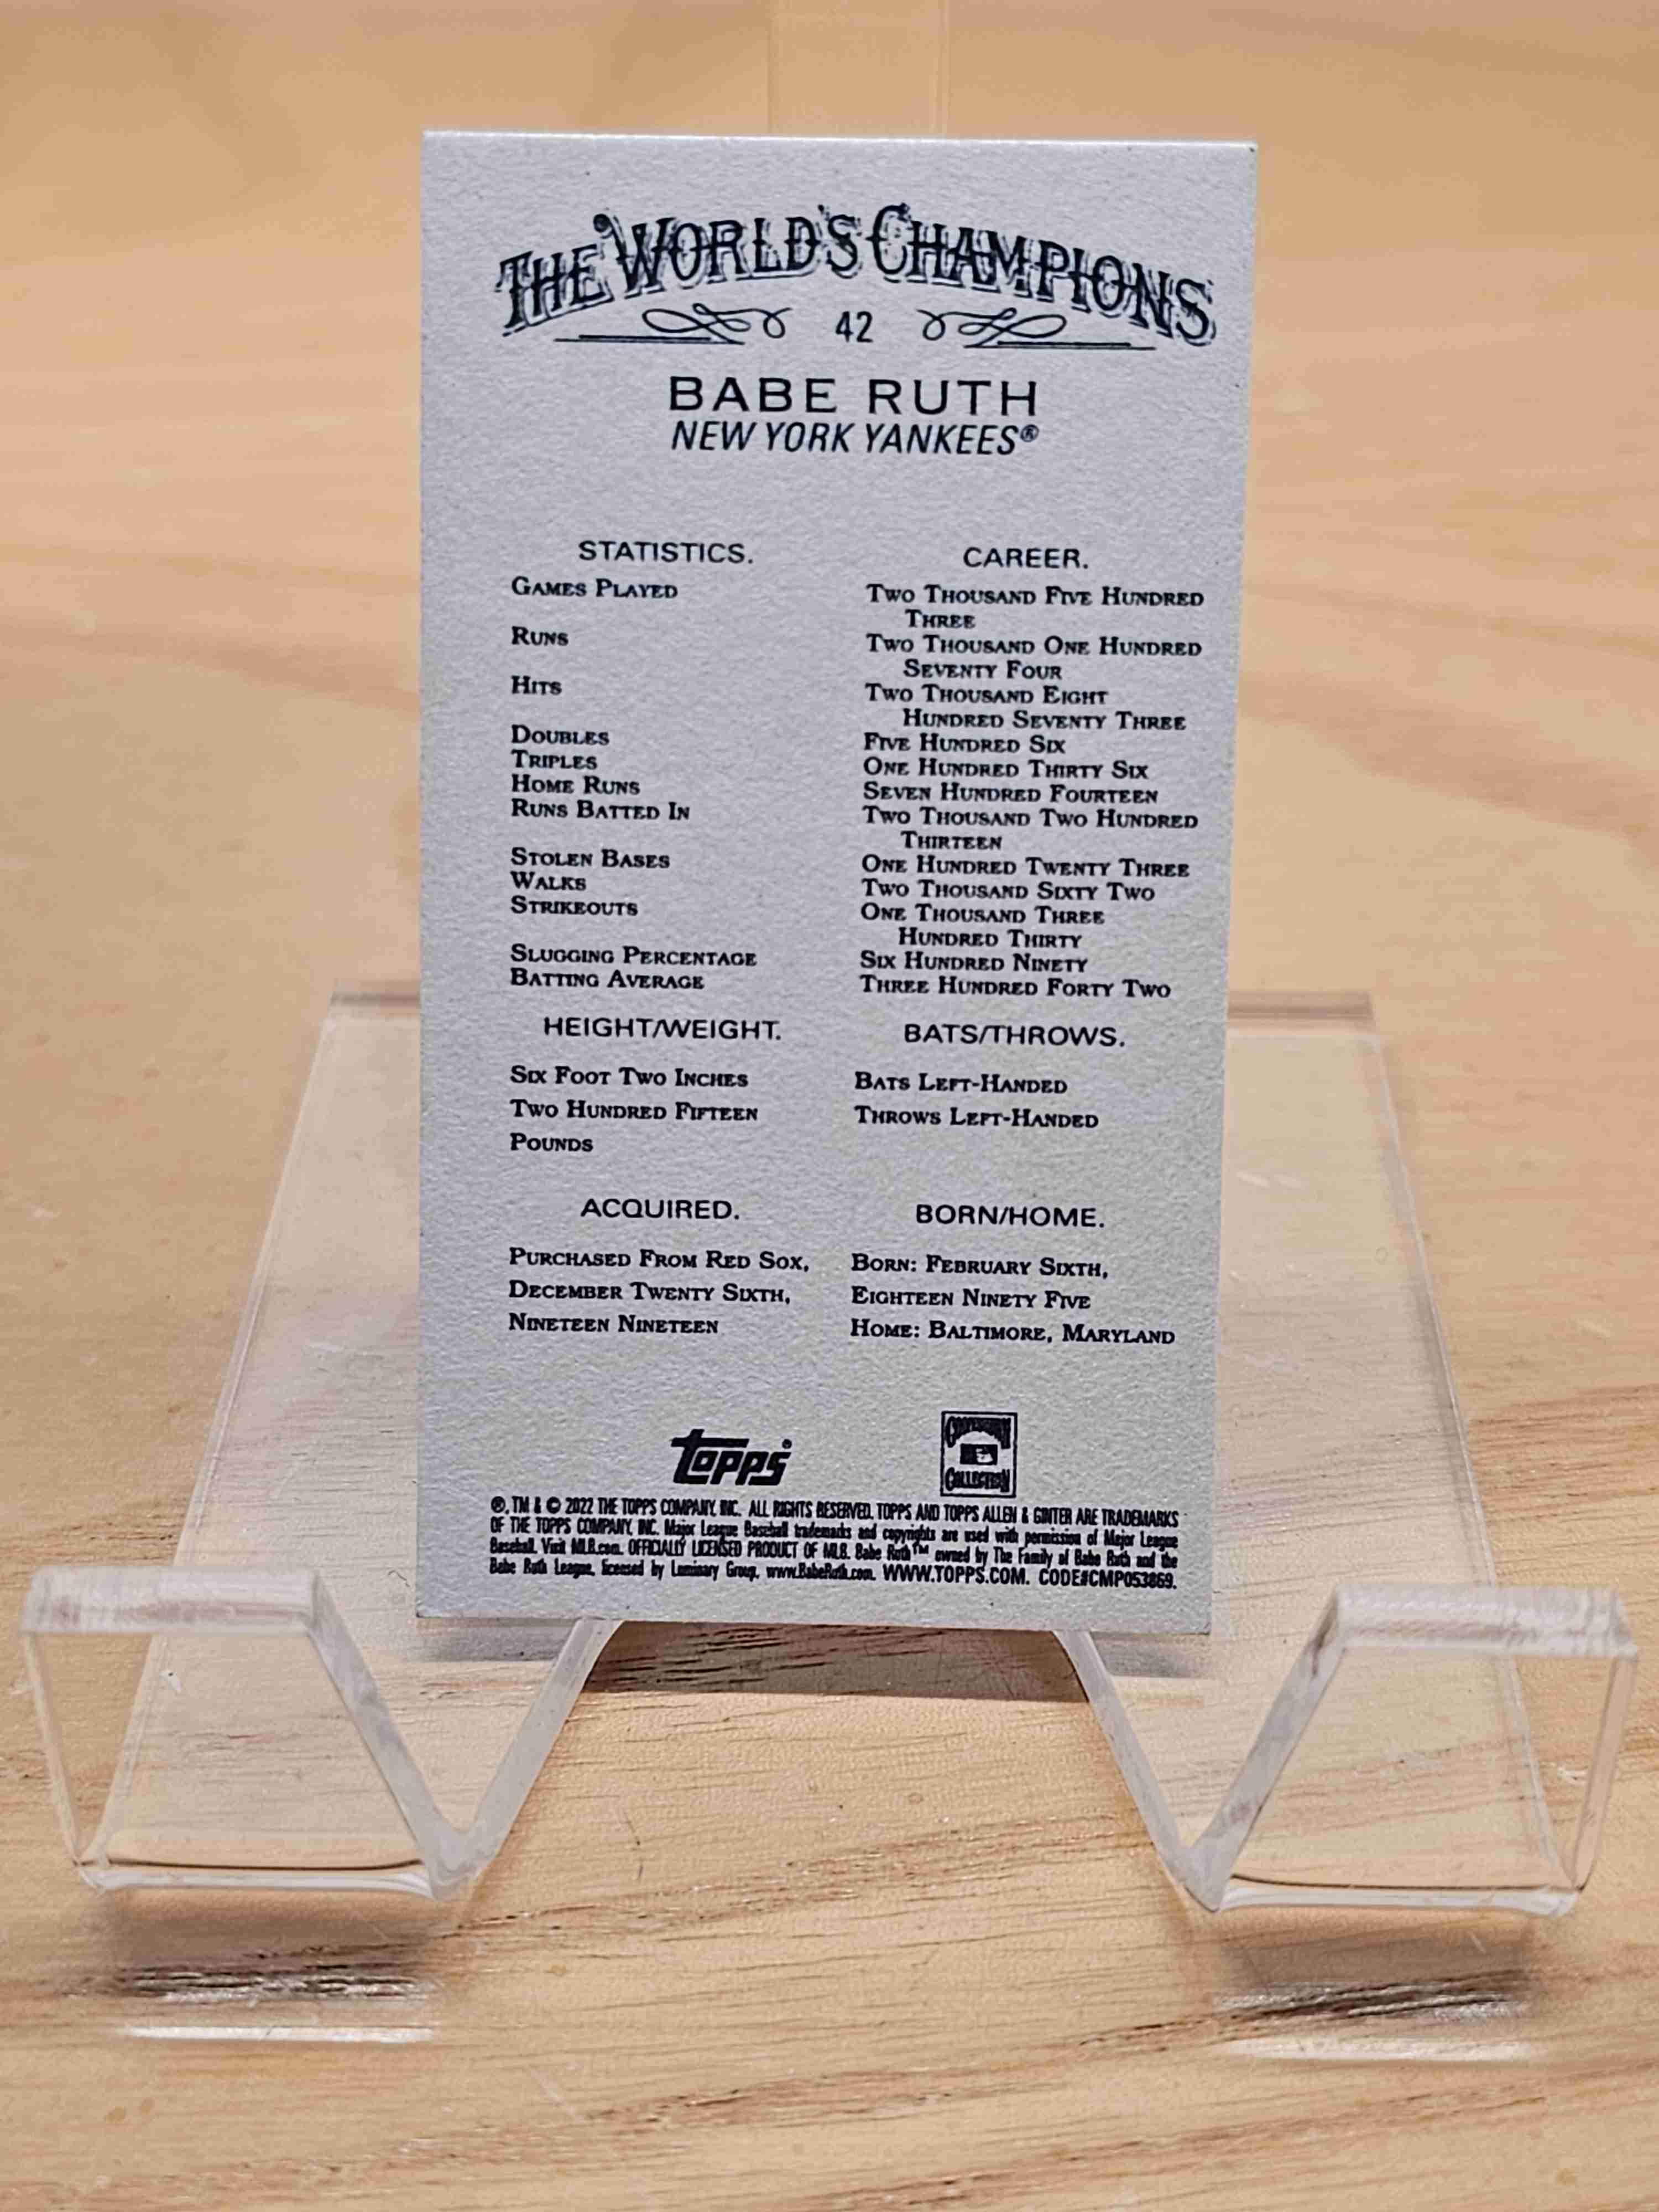 THE WORLD'S CHAMPIONS
42
BABE RUTH
NEW YORK YANKEES®
STATISTICS. CAREER.
GAMES PLAYED TWO THOUSAND FIVE HUNDRED
THREE
RUNS TWO THOUSAND ONE HUNDRED
SEVENTY FOUR
HITS TWO THOUSAND EIGHT
HUNDRED SEVENTY THREE
DOUBLES FIVE HUNDRED SIX
TRIPLES ONE HUNDRED THIRTY SIX
HOME RUNS SEVEN HUNDRED FOURTEEN
RUNS BATTED IN TWO THOUSAND TWO HUNDRED
THIRTEEN
STOLEN BASES ONE HUNDRED TWENTY THREE
WALKS TWO THOUSAND SIXTY TWO
STRIKEOUTS ONE THOUSAND THREE
HUNDRED THIRTY
SLUGGING PERCENTAGE SIX HUNDRED NINETY
BATTING AVERAGE THREE HUNDRED FORTY TWO
HEIGHT/WEIGHT. BATS/THROWS.
SIX FOOT TWO INCHES BATS LEFT-HANDED
TWO HUNDRED FIFTEEN THROWS LEFT-HANDED
POUNDS
ACQUIRED. BORN/HOME.
PURCHASED FROM RED SOX, BORN: FEBRUARY SIXTH,
DECEMBER TWENTY SIXTH, EIGHTEEN NINETY FIVE
NINETEEN NINETEEN HOME: BALTIMORE, MARYLAND
topps COOPERSTOWN
COLLECTION
®, TM & © 2022 THE TOPPS COMPANY, INC. ALL RIGHTS RESERVED. TOPPS AND TOPPS ALLEN & GINTER ARE TRADEMARKS
OF THE TOPPS COMPANY, INC. Major League Baseball trademarks and copyrights are used with permission of Major League
Baseball. Visit MLB.com. OFFICIALLY LICENSED PRODUCT OF MLB. Babe Ruth™ owned by The Family of Babe Ruth and the
Babe Ruth League, licensed by Luminary Group, www.BabeRuth.com. WWW.TOPPS.COM. CODE#CMP053869.